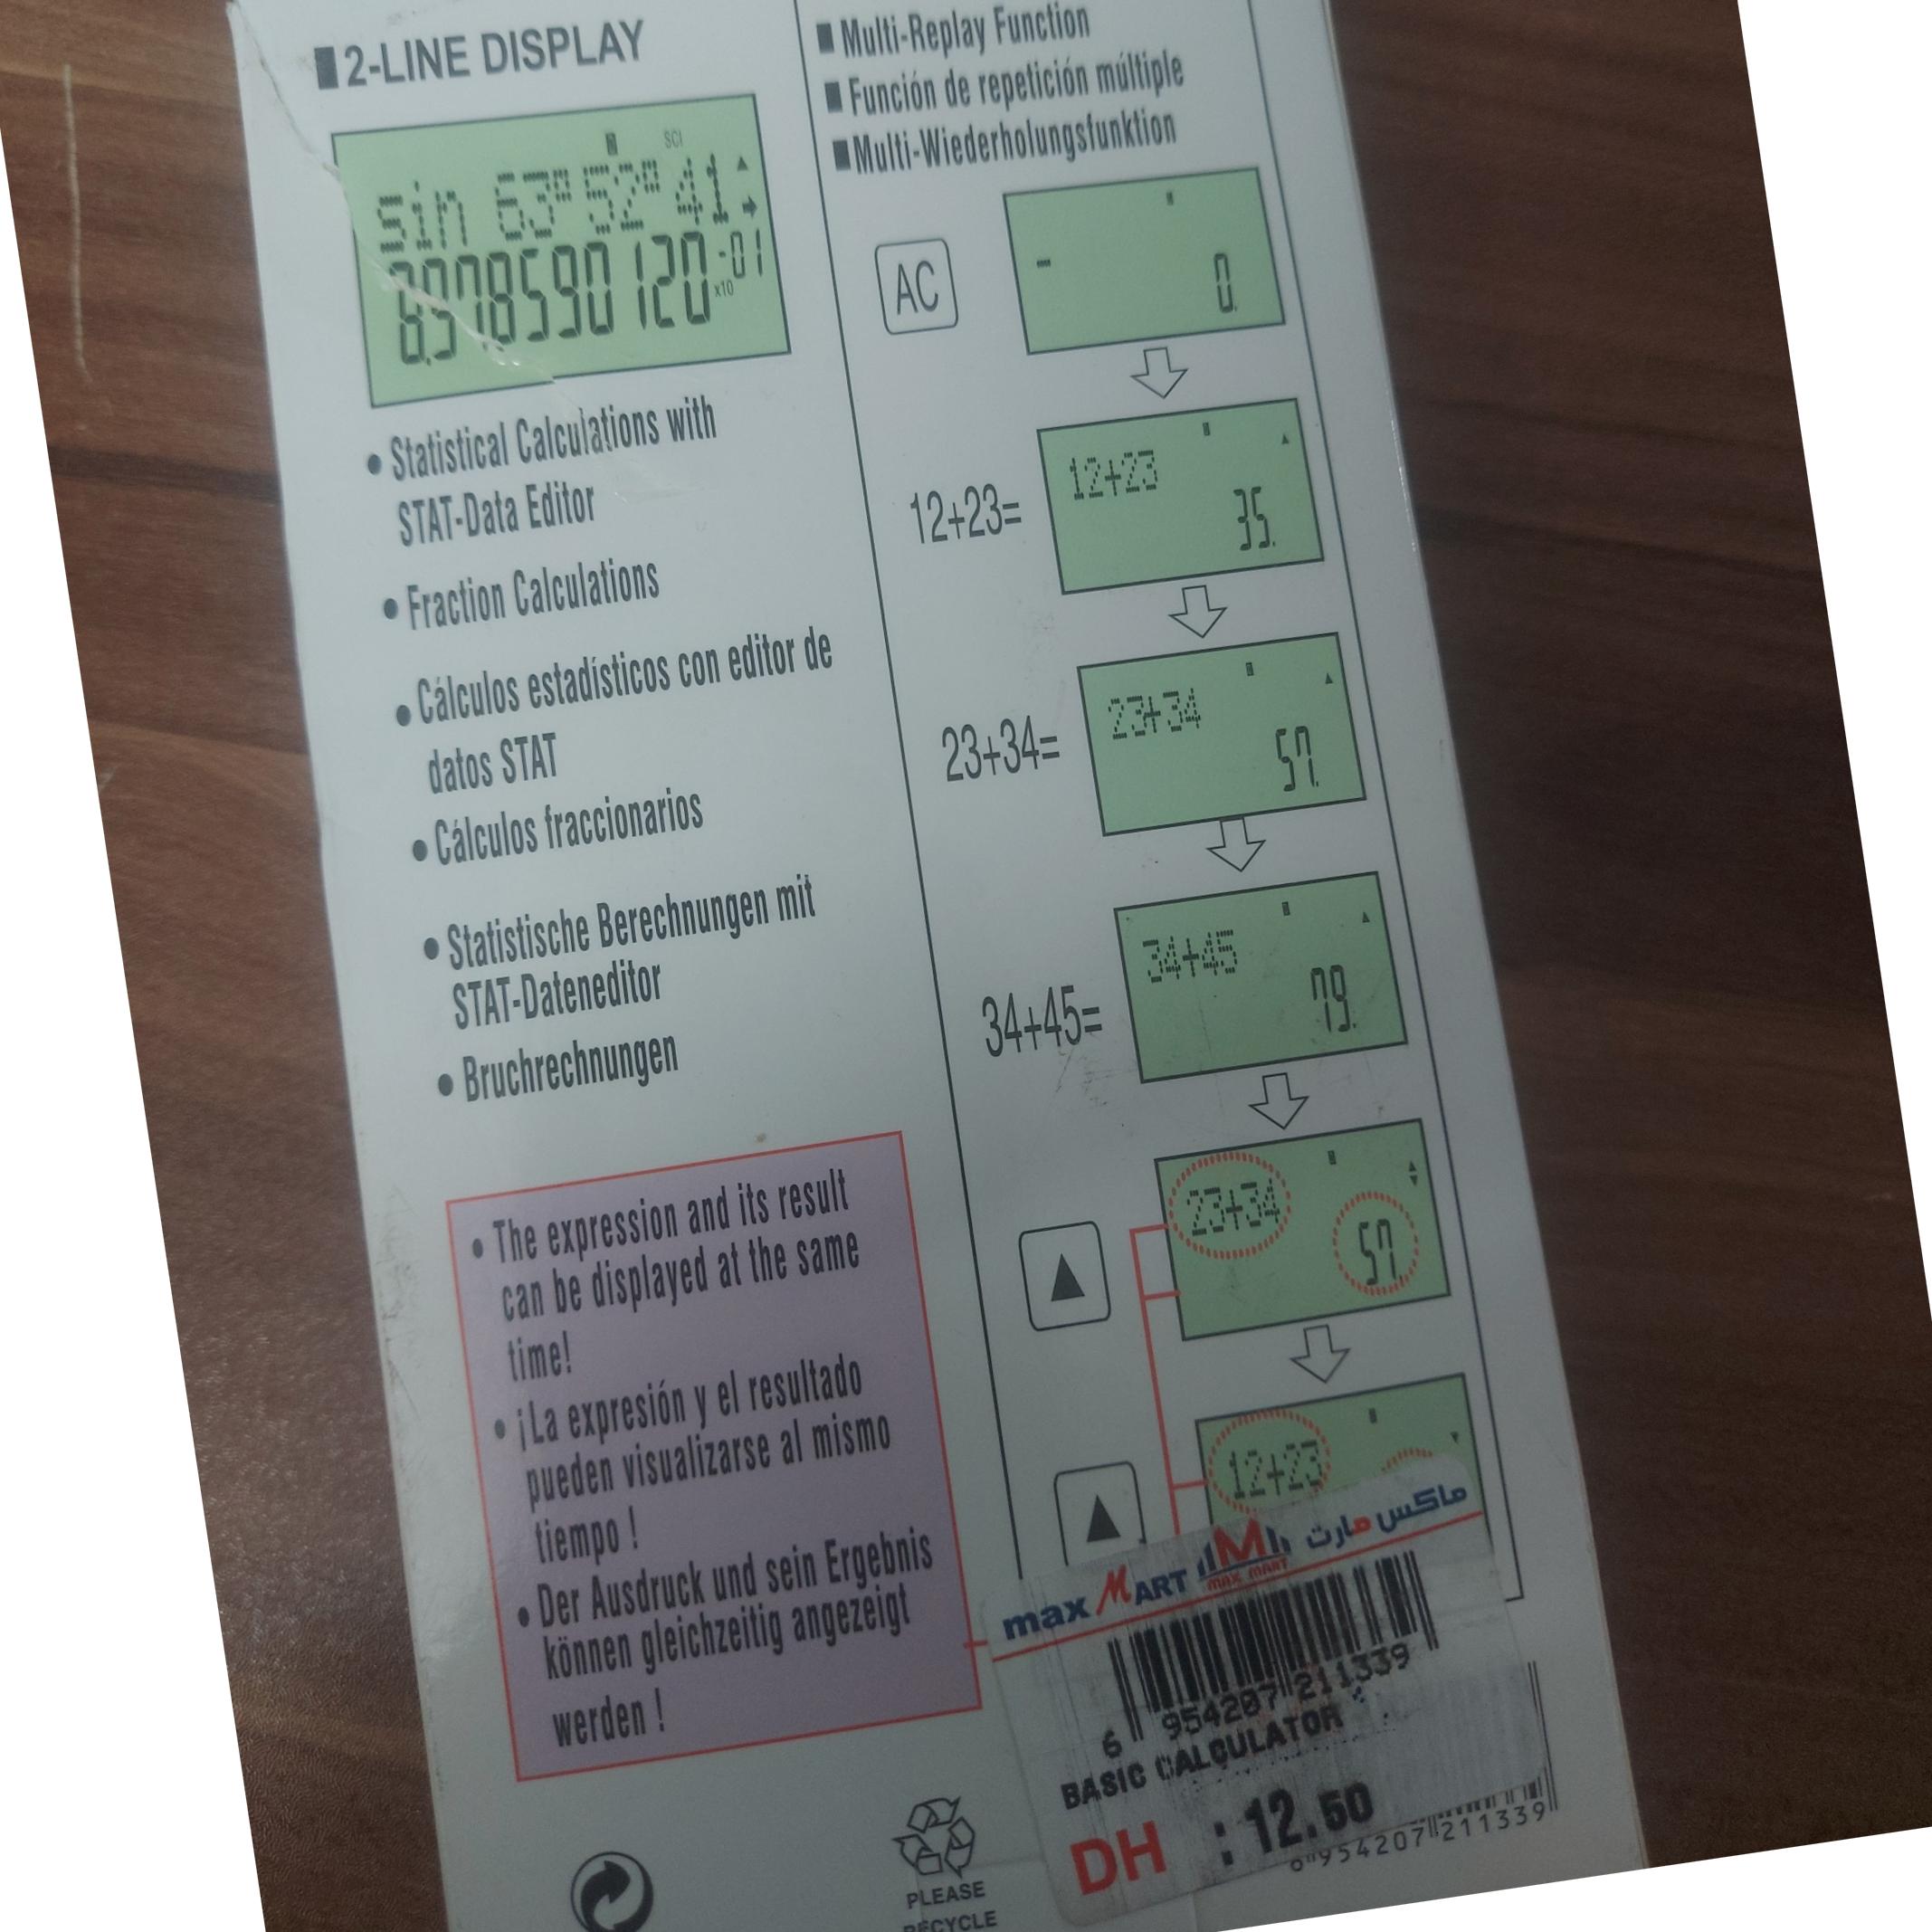 ■ 2-LINE DISPLAY
SCI
sin 63°52°41
8.978590120 x10 -01
• Statistical Calculations with
STAT-Data Editor
• Fraction Calculations
• Cálculos estadísticos con editor de
datos STAT
• Cálculos fraccionarios
• Statistische Berechnungen mit
STAT-Dateneditor
• Bruchrechnungen
• The expression and its result
can be displayed at the same
time!
• ¡La expresión y el resultado
pueden visualizarse al mismo
tiempo !
• Der Ausdruck und sein Ergebnis
können gleichzeitig angezeigt
werden !
■ Multi-Replay Function
■ Función de repetición múltiple
■ Multi-Wiederholungsfunktion
AC
0.
12+23=
12+23
35.
23+34=
23+34
57.
34+45=
34+45
79.
▲
23+34
57.
▲
12+23
max MART M MAX MART ماكس مارت
6 954207 211339
BASIC CALCULATOR
DH : 12.50
6 954207 211339
PLEASE
RECYCLE